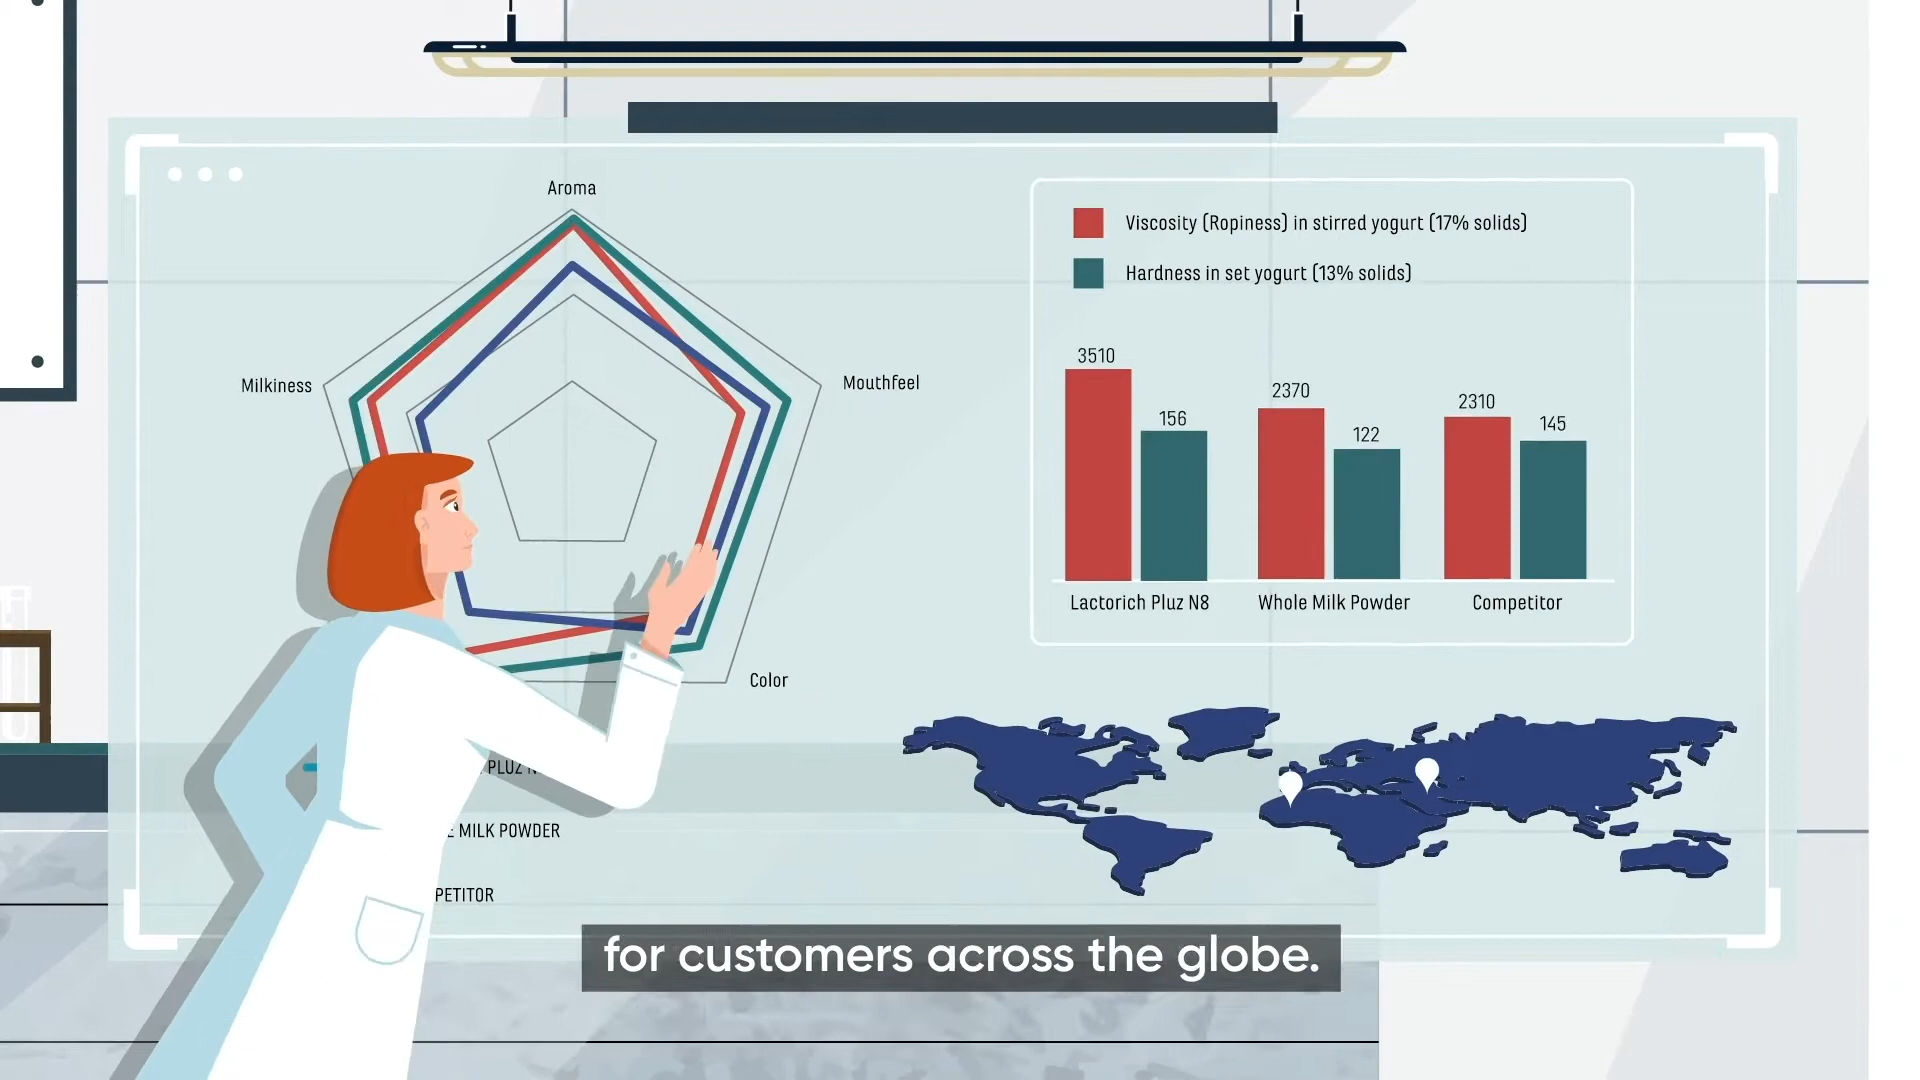 Aroma
Milkiness
Mouthfeel
Color
PLUZ
MILK POWDER
PETITOR
Viscosity (Ropiness) in stirred yogurt (17% solids)
Hardness in set yogurt (13% solids)
3510
156
2370
122
2310
145
Lactorich Pluz N8
Whole Milk Powder
Competitor
for customers across the globe.